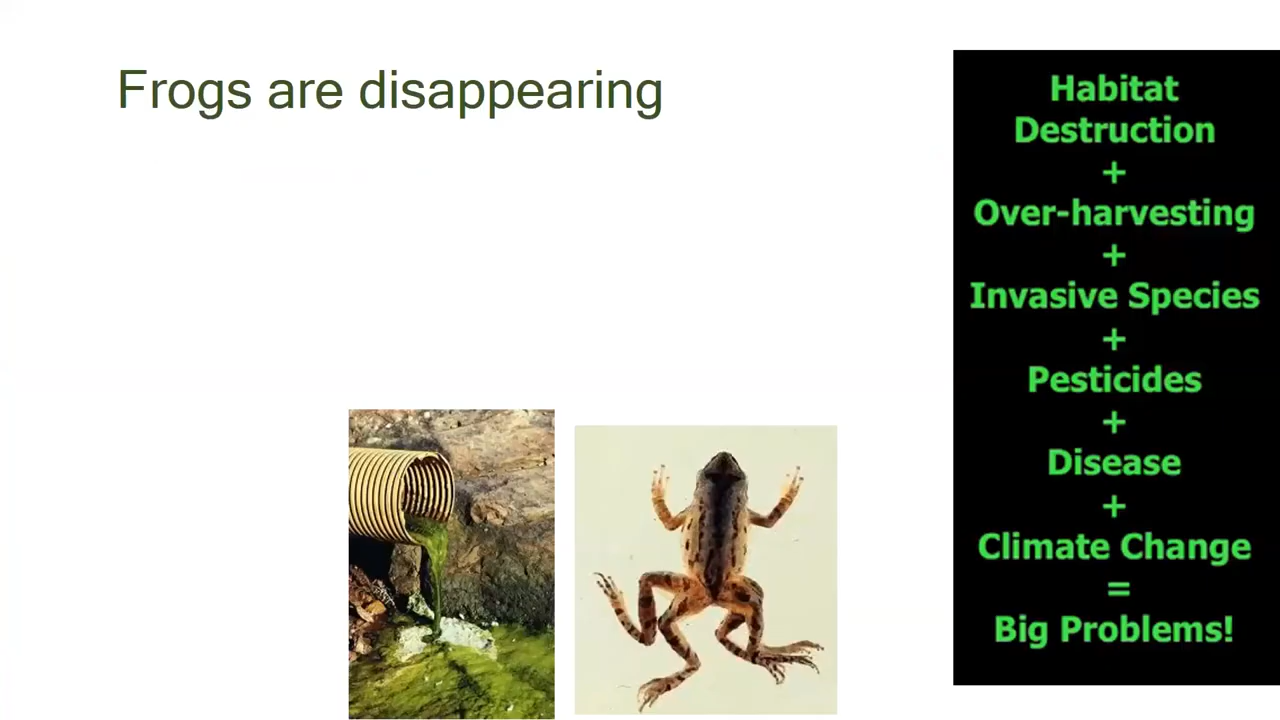 Frogs are disappearing
Habitat
Destruction
+
Over-harvesting
+
Invasive Species
+
Pesticides
+
Disease
+
Climate Change
=
Big Problems!